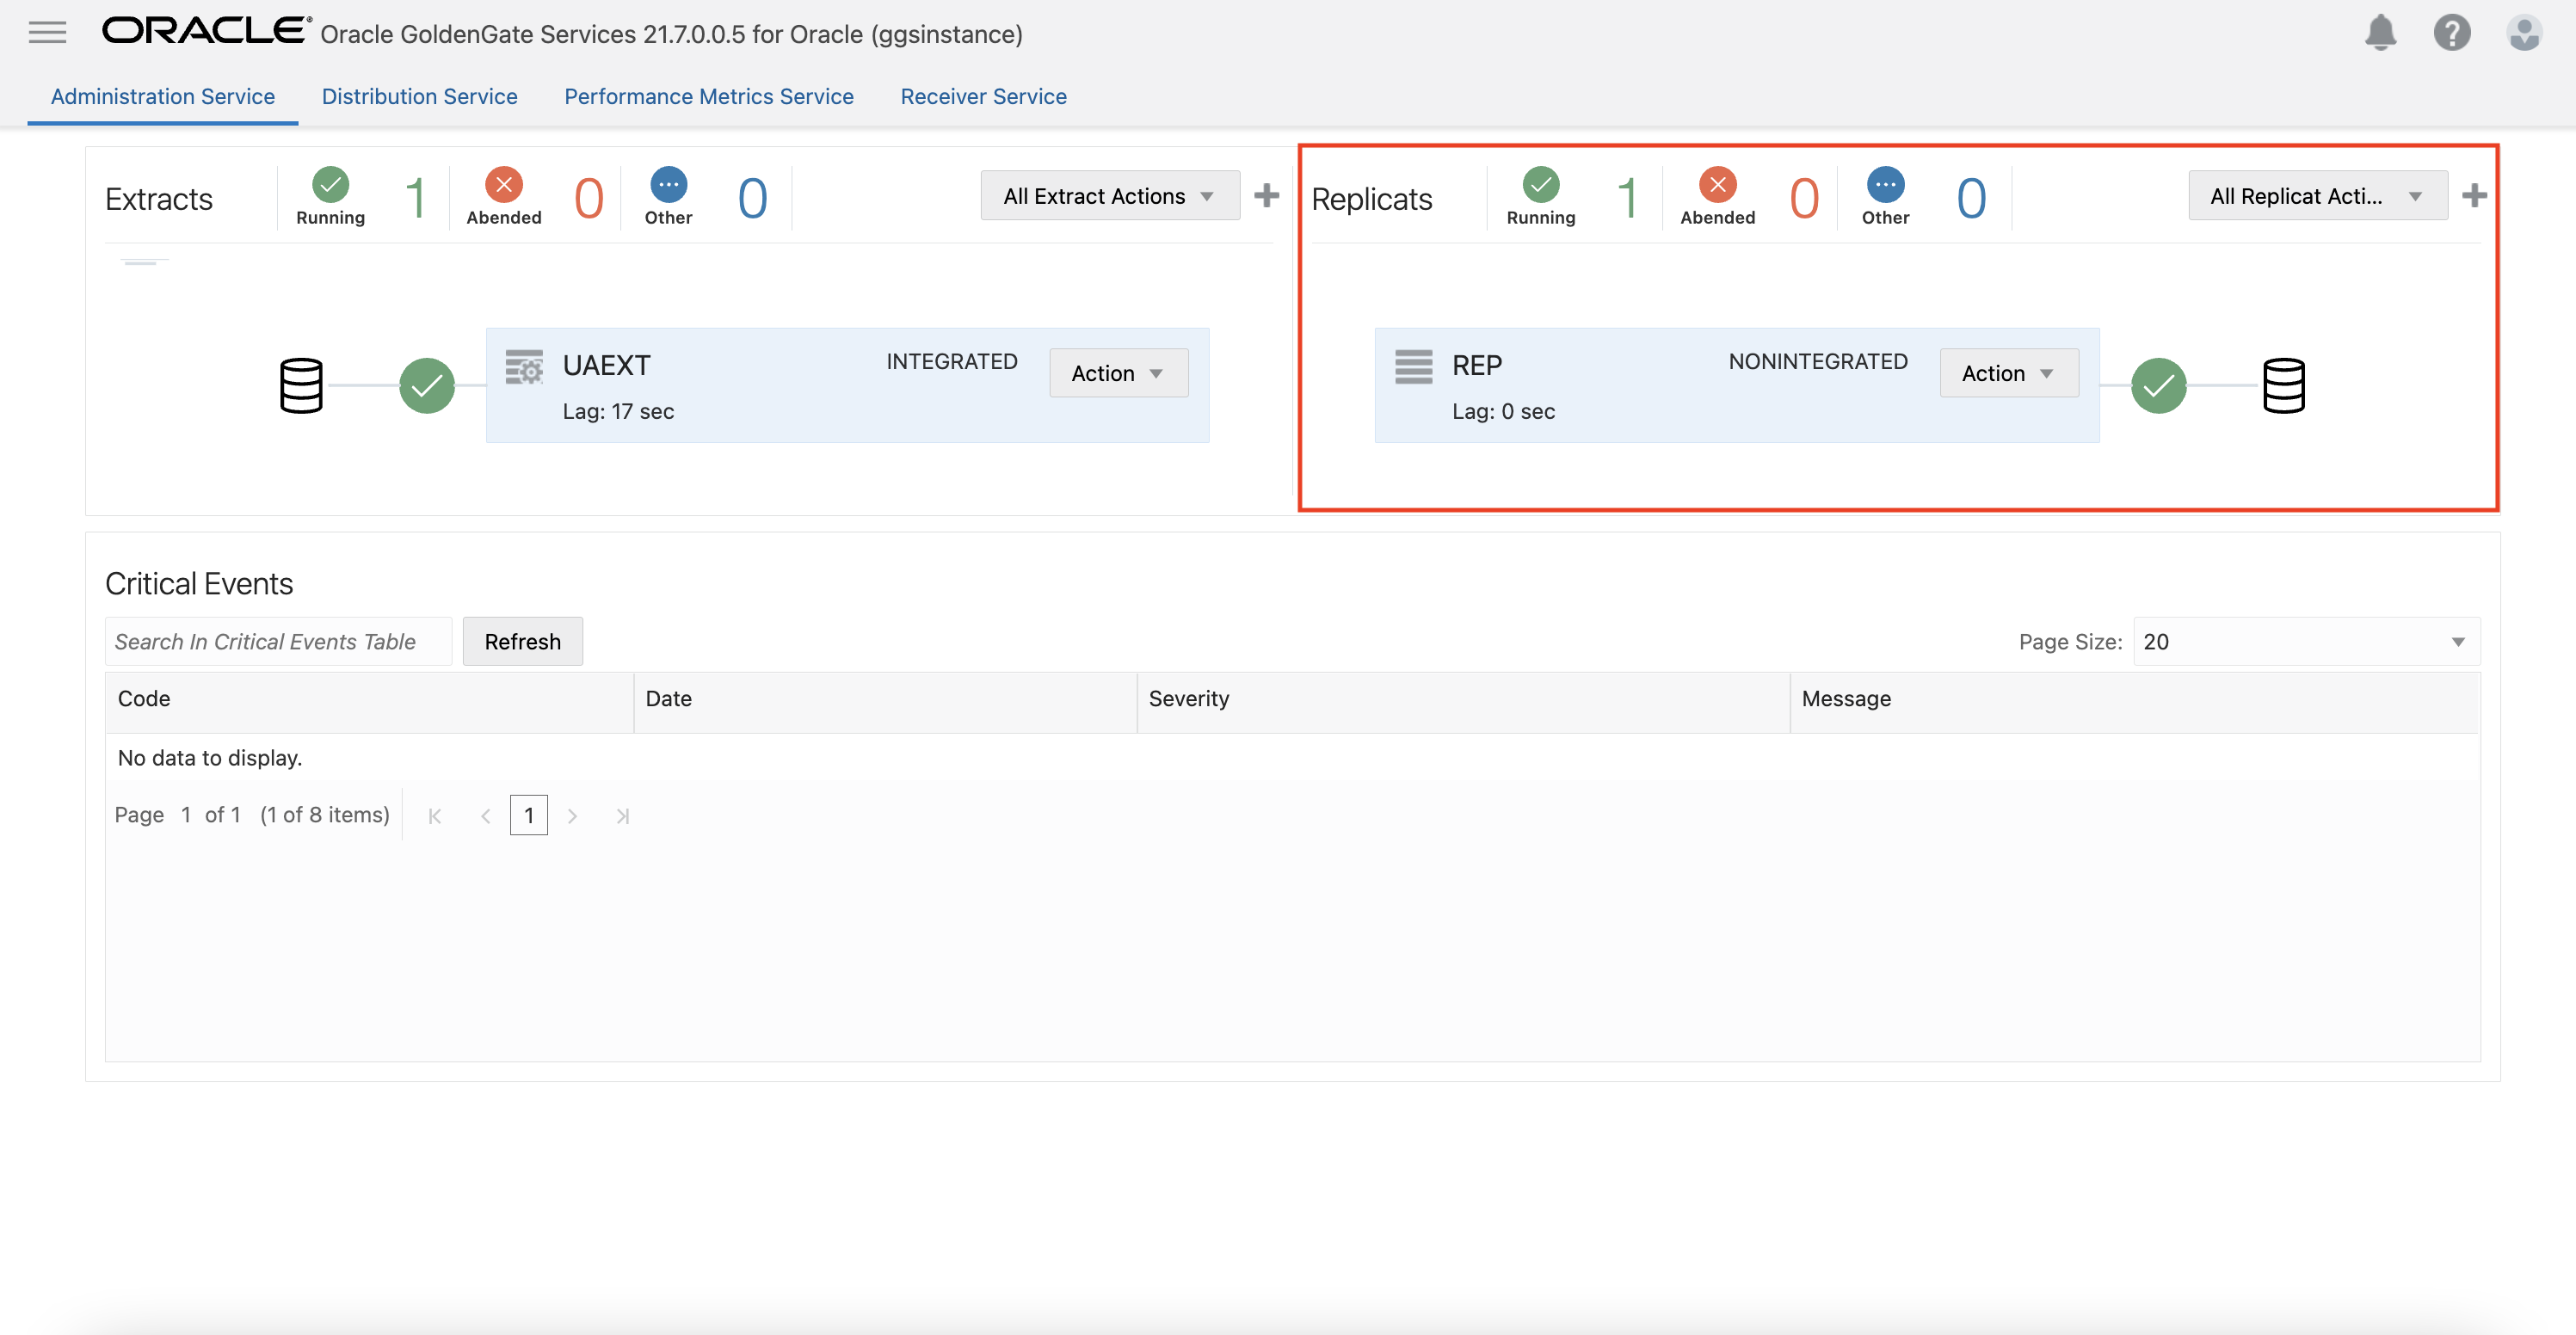 ORACLE® Oracle GoldenGate Services 21.7.0.0.5 for Oracle (ggsinstance)
Administration Service Distribution Service Performance Metrics Service Receiver Service
Extracts Running 1 Abended 0 Other 0 All Extract Actions
Replicats Running 1 Abended 0 Other 0 All Replicat Acti...
UAEXT INTEGRATED Action
Lag: 17 sec
REP NONINTEGRATED Action
Lag: 0 sec
Critical Events
Search In Critical Events Table Refresh Page Size: 20
Code Date Severity Message
No data to display.
Page 1 of 1 (1 of 8 items) 1